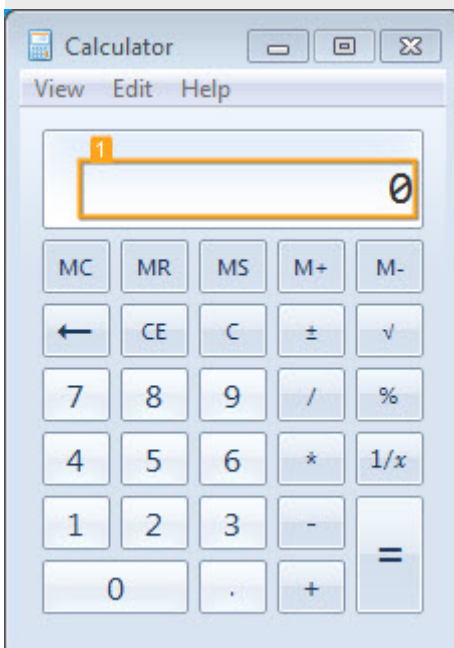 Calculator
View Edit Help
1
0
MC MR MS M+ M-
← CE C ± √
7 8 9 / %
4 5 6 * 1/x
1 2 3 - =
0 . +